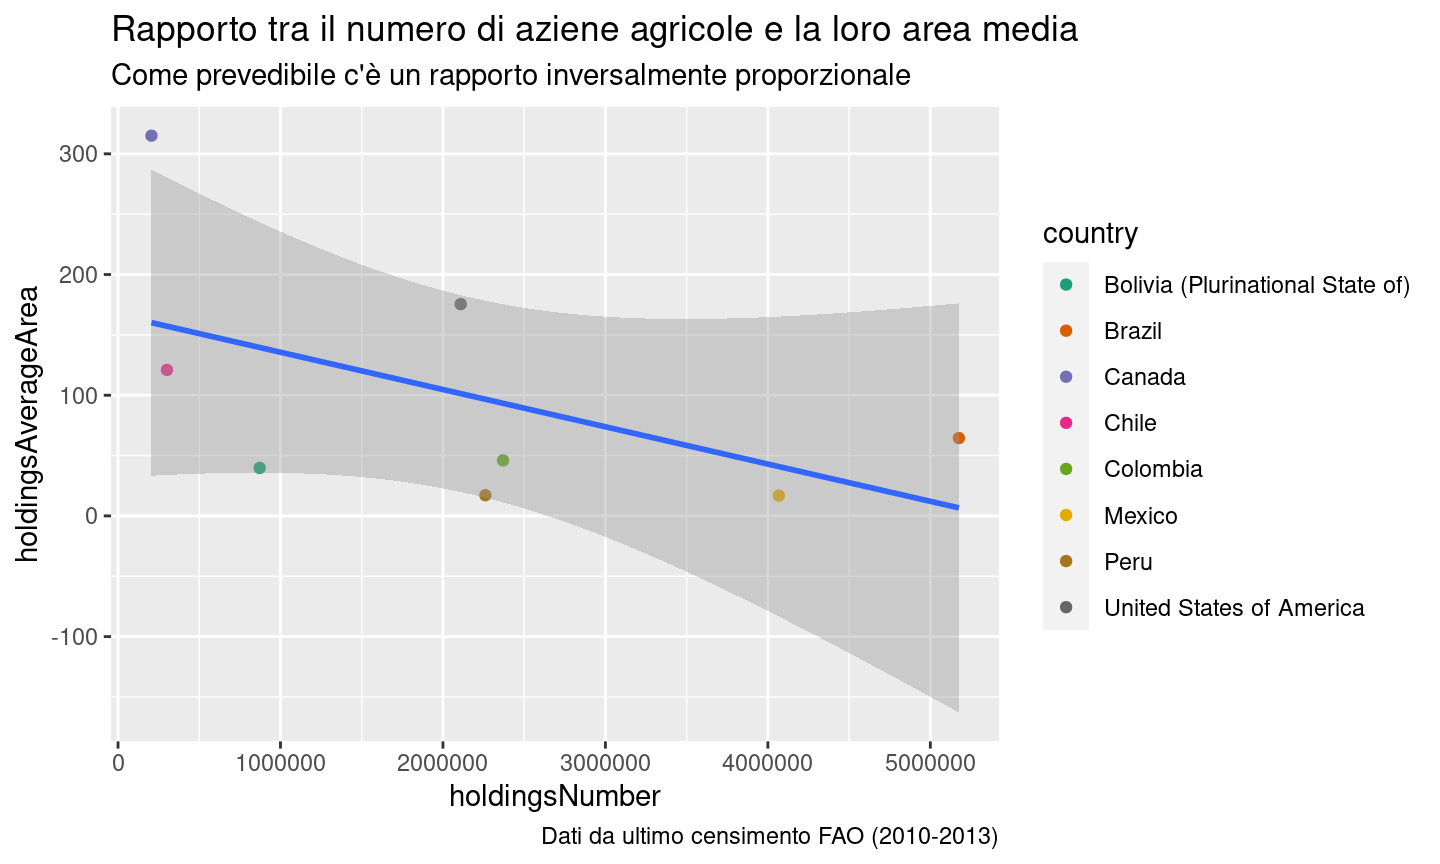 Rapporto tra il numero di aziene agricole e la loro area media
Come prevedibile c'è un rapporto inversalmente proporzionale
holdingsAverageArea
300
200
100
0
-100
0 1000000 2000000 3000000 4000000 5000000
holdingsNumber
Dati da ultimo censimento FAO (2010-2013)
country
Bolivia (Plurinational State of)
Brazil
Canada
Chile
Colombia
Mexico
Peru
United States of America